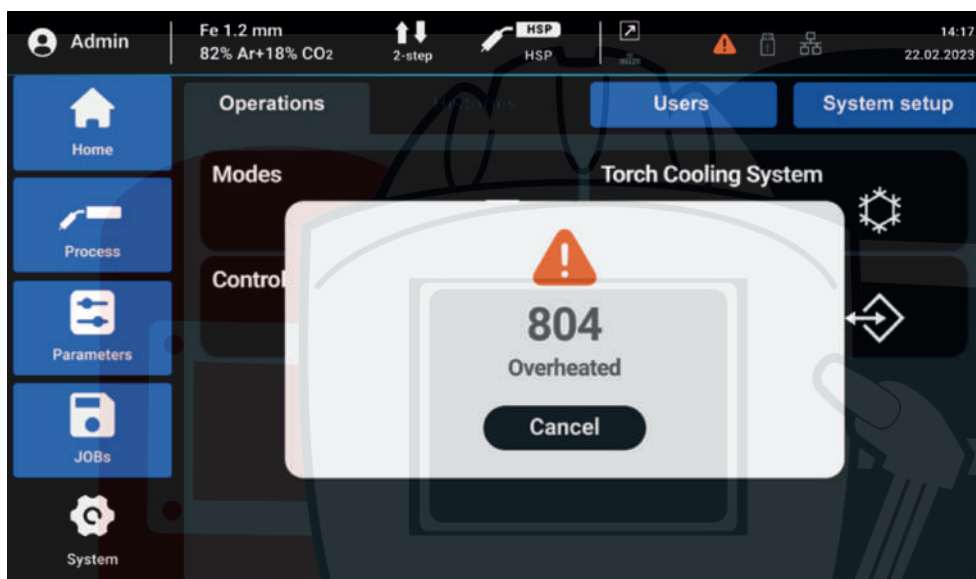 Admin
Fe 1.2 mm
82% Ar+18% CO2
2-step
HSP
HSP
14:17
22.02.2023
Home
Process
Parameters
JOBs
System
Operations
Histories
Users
System setup
Modes
Torch Cooling System
Control
804
Overheated
Cancel